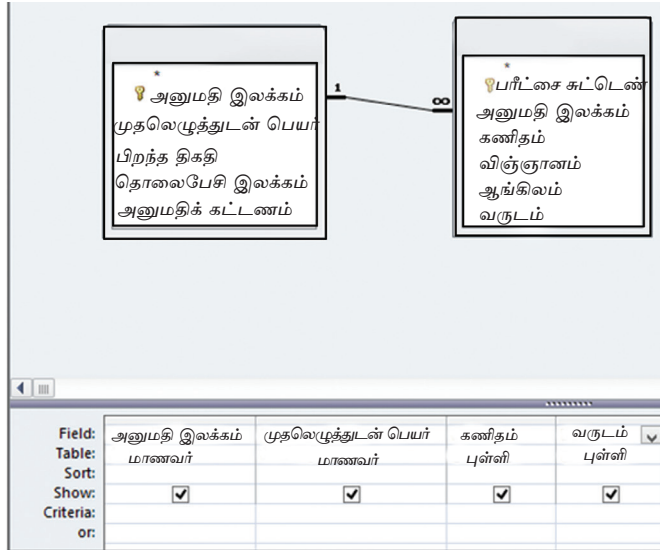 *
அனுமதி இலக்கம்
முதலெழுத்துடன் பெயர்
பிறந்த திகதி
தொலைபேசி இலக்கம்
அனுமதிக் கட்டணம்
1 ∞
*
பரீட்சை சுட்டெண்
அனுமதி இலக்கம்
கணிதம்
விஞ்ஞானம்
ஆங்கிலம்
வருடம்
Field: அனுமதி இலக்கம் முதலெழுத்துடன் பெயர் கணிதம் வருடம்
Table: மாணவர் மாணவர் புள்ளி புள்ளி
Sort:
Show:
Criteria:
or: